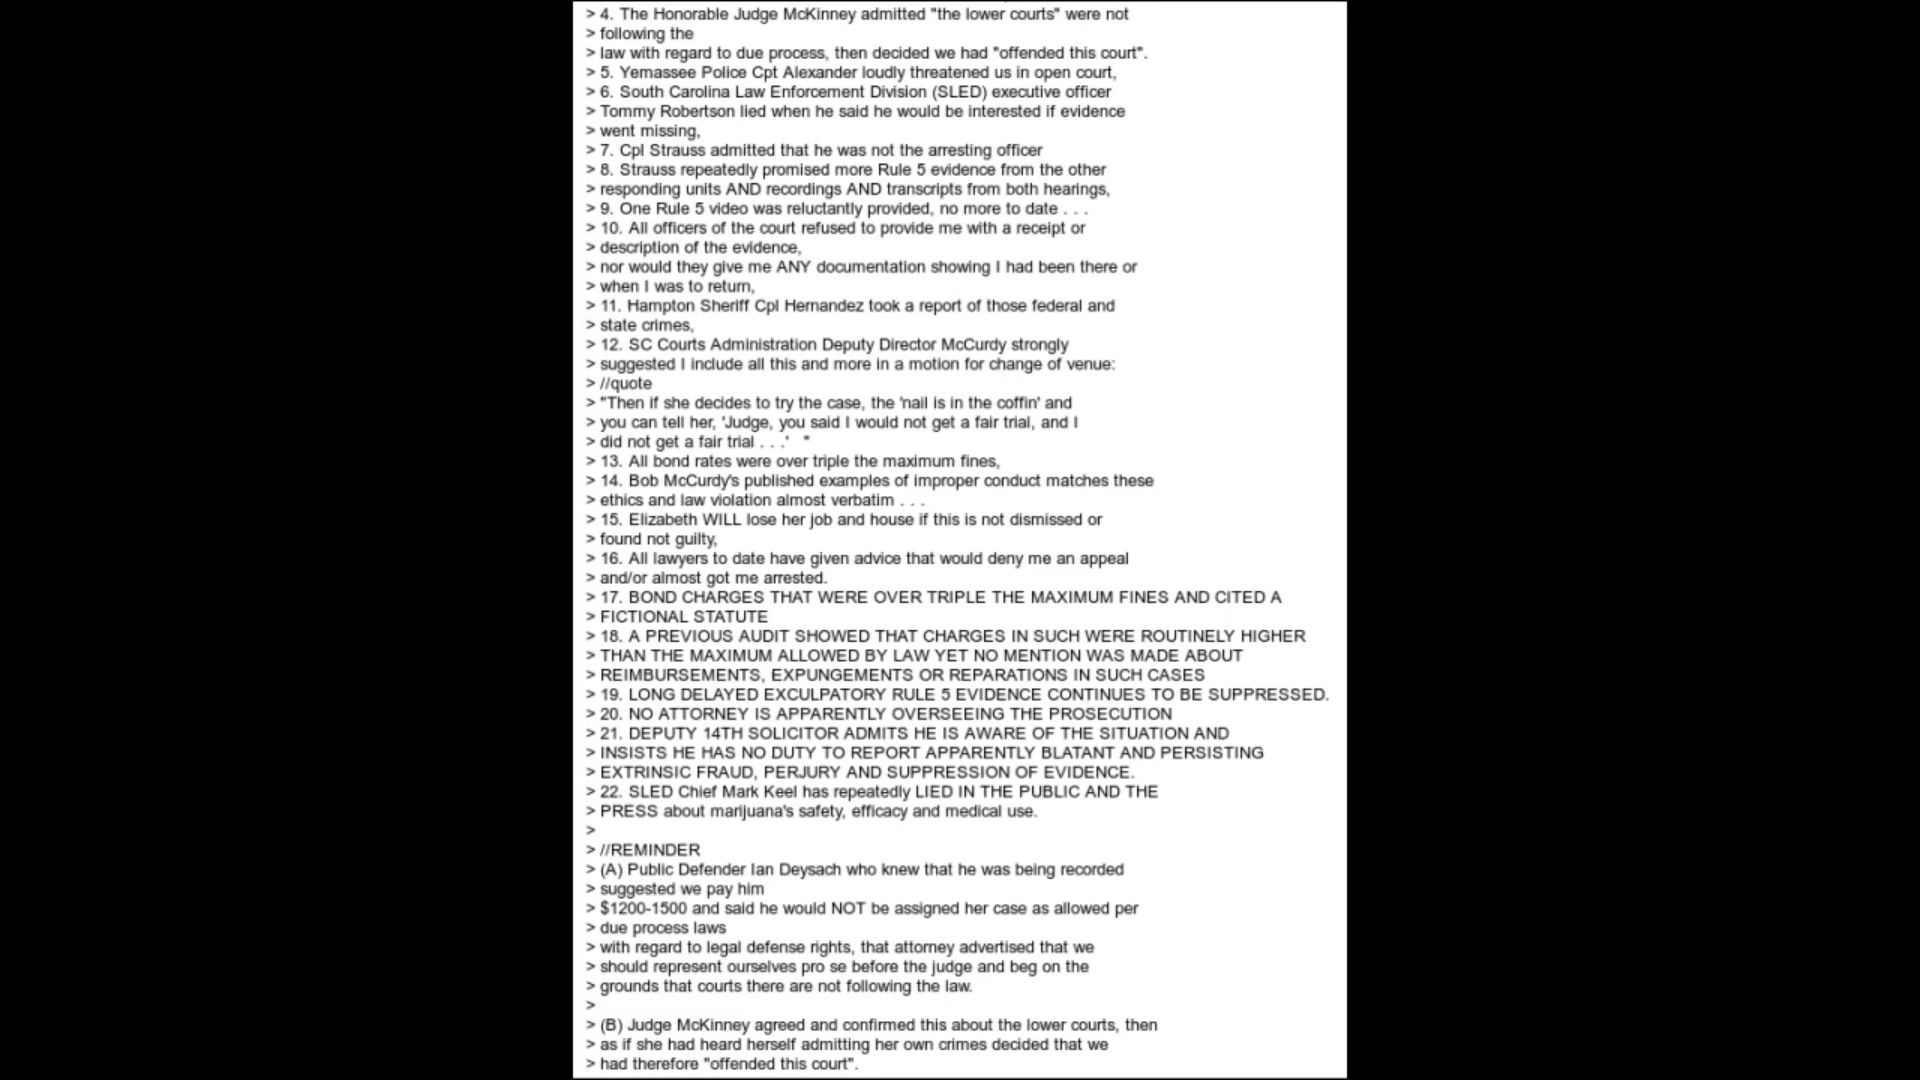 > 4. The Honorable Judge McKinney admitted "the lower courts" were not
> following the
> law with regard to due process, then decided we had "offended this court".
> 5. Yemassee Police Cpt Alexander loudly threatened us in open court,
> 6. South Carolina Law Enforcement Division (SLED) executive officer
> Tommy Robertson lied when he said he would be interested if evidence
> went missing,
> 7. Cpl Strauss admitted that he was not the arresting officer
> 8. Strauss repeatedly promised more Rule 5 evidence from the other
> responding units AND recordings AND transcripts from both hearings,
> 9. One Rule 5 video was reluctantly provided, no more to date . . .
> 10. All officers of the court refused to provide me with a receipt or
> description of the evidence,
> nor would they give me ANY documentation showing I had been there or
> when I was to return,
> 11. Hampton Sheriff Cpl Hernandez took a report of those federal and
> state crimes,
> 12. SC Courts Administration Deputy Director McCurdy strongly
> suggested I include all this and more in a motion for change of venue:
> //quote
> "Then if she decides to try the case, the 'nail is in the coffin' and
> you can tell her, 'Judge, you said I would not get a fair trial, and I
> did not get a fair trial . . .'   "
> 13. All bond rates were over triple the maximum fines,
> 14. Bob McCurdy's published examples of improper conduct matches these
> ethics and law violation almost verbatim . . .
> 15. Elizabeth WILL lose her job and house if this is not dismissed or
> found not guilty,
> 16. All lawyers to date have given advice that would deny me an appeal
> and/or almost got me arrested.
> 17. BOND CHARGES THAT WERE OVER TRIPLE THE MAXIMUM FINES AND CITED A
> FICTIONAL STATUTE
> 18. A PREVIOUS AUDIT SHOWED THAT CHARGES IN SUCH WERE ROUTINELY HIGHER
> THAN THE MAXIMUM ALLOWED BY LAW YET NO MENTION WAS MADE ABOUT
> REIMBURSEMENTS, EXPUNGEMENTS OR REPARATIONS IN SUCH CASES
> 19. LONG DELAYED EXCULPATORY RULE 5 EVIDENCE CONTINUES TO BE SUPPRESSED.
> 20. NO ATTORNEY IS APPARENTLY OVERSEEING THE PROSECUTION
> 21. DEPUTY 14TH SOLICITOR ADMITS HE IS AWARE OF THE SITUATION AND
> INSISTS HE HAS NO DUTY TO REPORT APPARENTLY BLATANT AND PERSISTING
> EXTRINSIC FRAUD, PERJURY AND SUPPRESSION OF EVIDENCE.
> 22. SLED Chief Mark Keel has repeatedly LIED IN THE PUBLIC AND THE
> PRESS about marijuana's safety, efficacy and medical use.
>
> //REMINDER
> (A) Public Defender Ian Deysach who knew that he was being recorded
> suggested we pay him
> $1200-1500 and said he would NOT be assigned her case as allowed per
> due process laws
> with regard to legal defense rights, that attorney advertised that we
> should represent ourselves pro se before the judge and beg on the
> grounds that courts there are not following the law.
>
> (B) Judge McKinney agreed and confirmed this about the lower courts, then
> as if she had heard herself admitting her own crimes decided that we
> had therefore "offended this court".